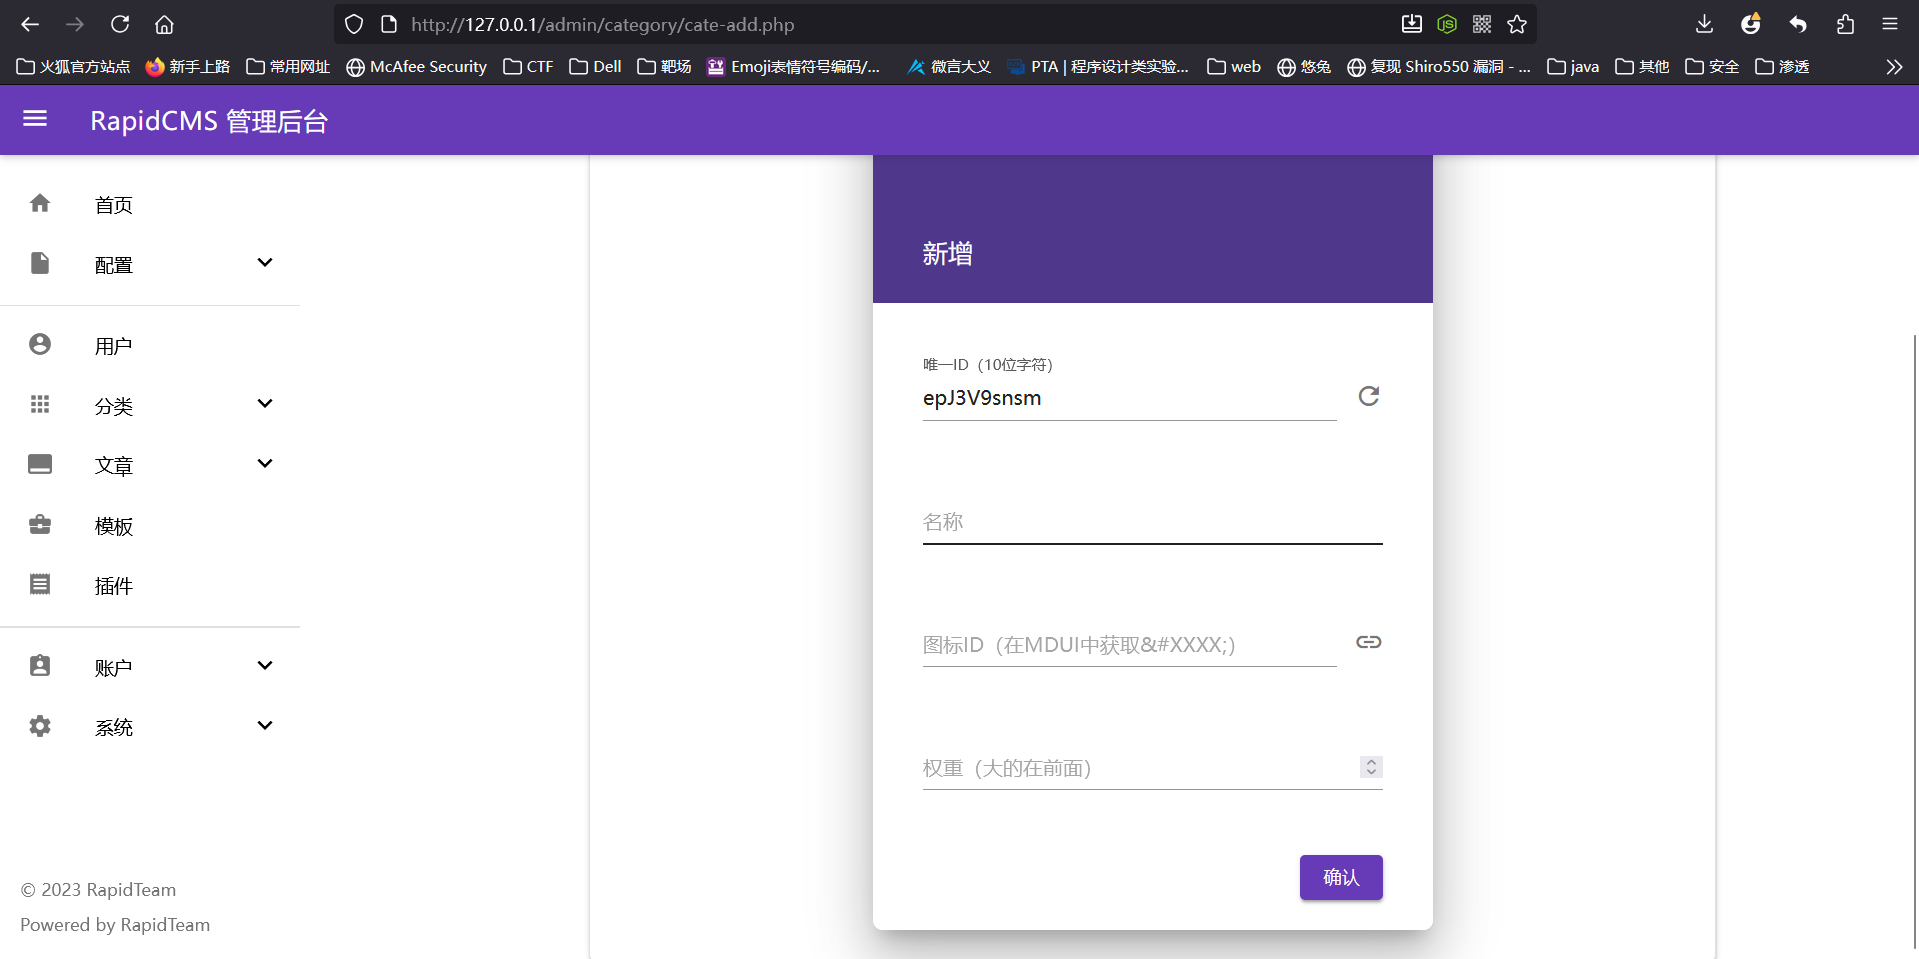 http://127.0.0.1/admin/category/cate-add.php
火狐官方站点 新手上路 常用网址 McAfee Security CTF Dell 靶场 Emoji表情符号编码/... 微言大义 PTA | 程序设计类实验... web 悠兔 复现 Shiro550 漏洞 - ... java 其他 安全 渗透
RapidCMS 管理后台
首页
配置
用户
分类
文章
模板
插件
账户
系统
© 2023 RapidTeam
Powered by RapidTeam
新增
唯一ID（10位字符）
epJ3V9snsm
名称
图标ID（在MDUI中获取&#XXXX;）
权重（大的在前面）
确认